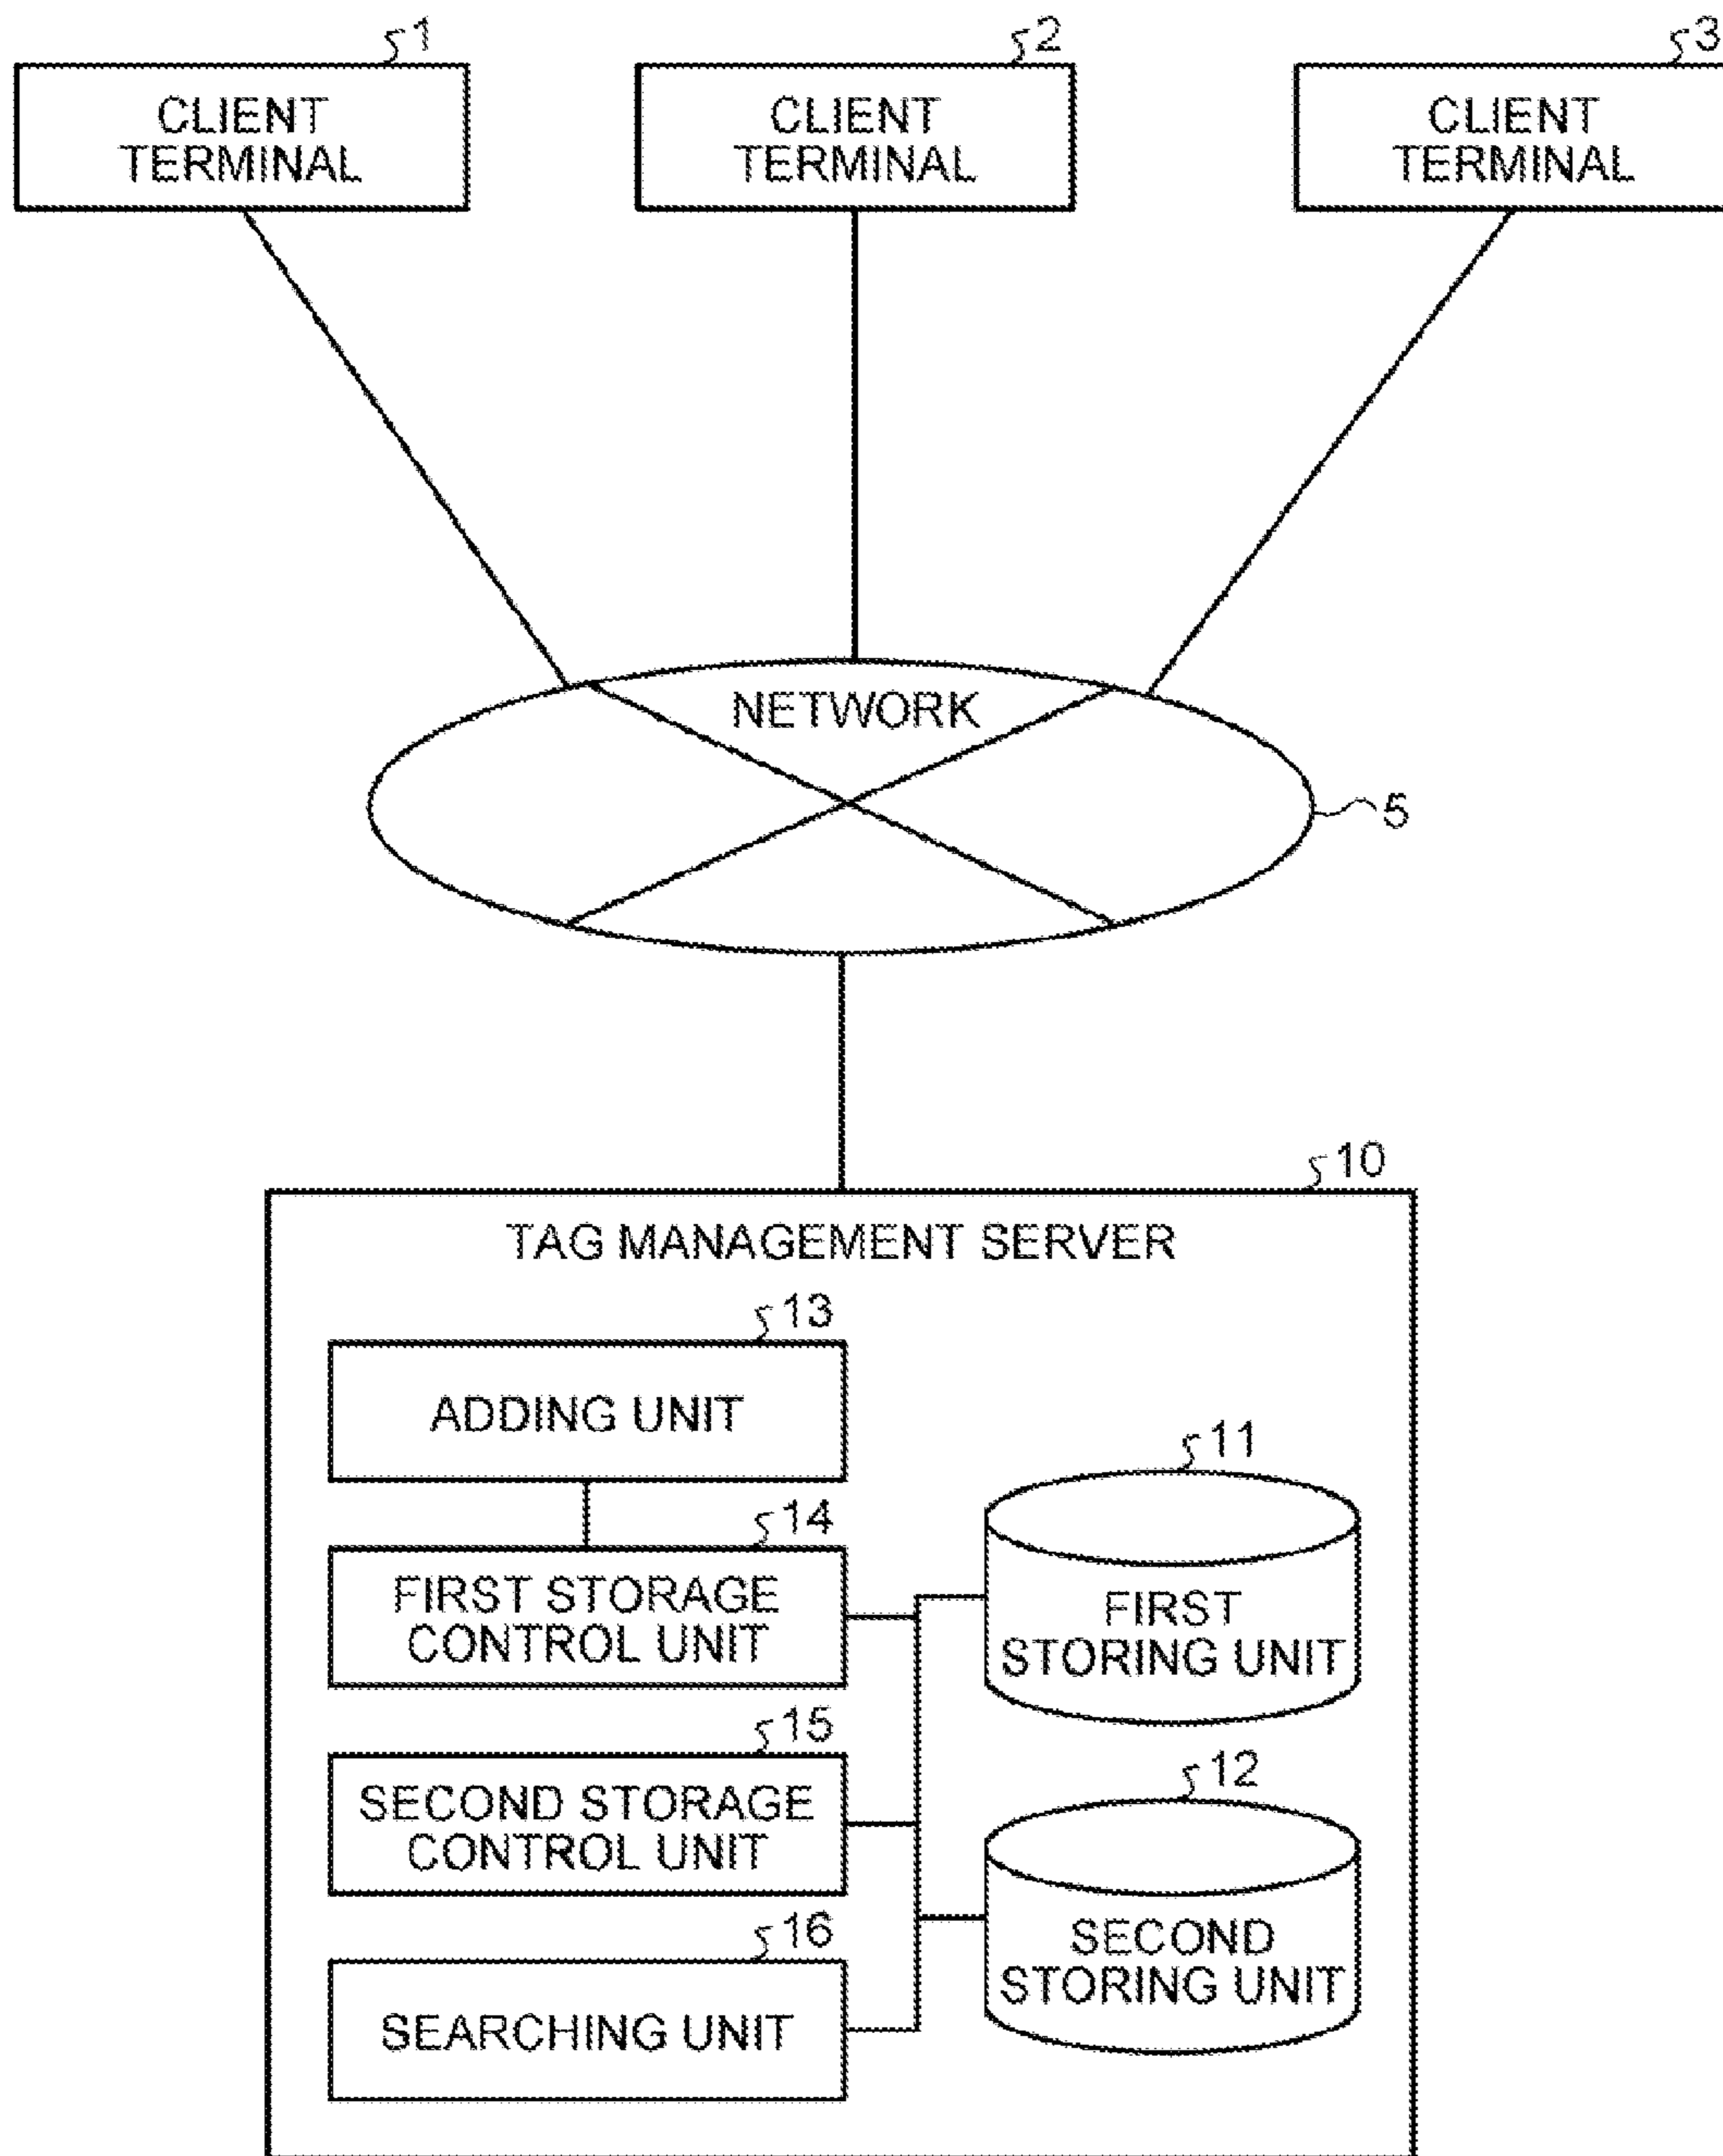 1
CLIENT
TERMINAL
2
CLIENT
TERMINAL
3
CLIENT
TERMINAL
NETWORK
5
10
TAG MANAGEMENT SERVER
13
ADDING UNIT
14
FIRST STORAGE
CONTROL UNIT
15
SECOND STORAGE
CONTROL UNIT
16
SEARCHING UNIT
11
FIRST
STORING UNIT
12
SECOND
STORING UNIT